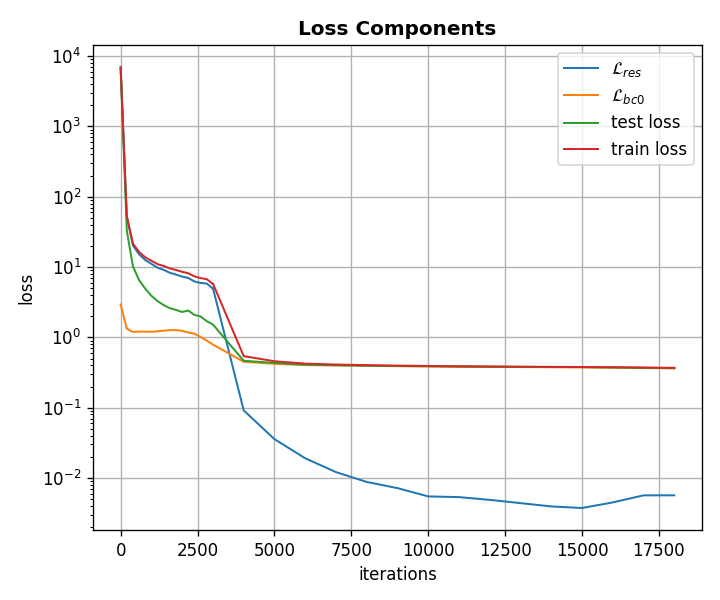 Loss Components
10^4
10^3
10^2
10^1
10^0
10^-1
10^-2
loss
ℒ_res
ℒ_bc0
test loss
train loss
0 2500 5000 7500 10000 12500 15000 17500
iterations